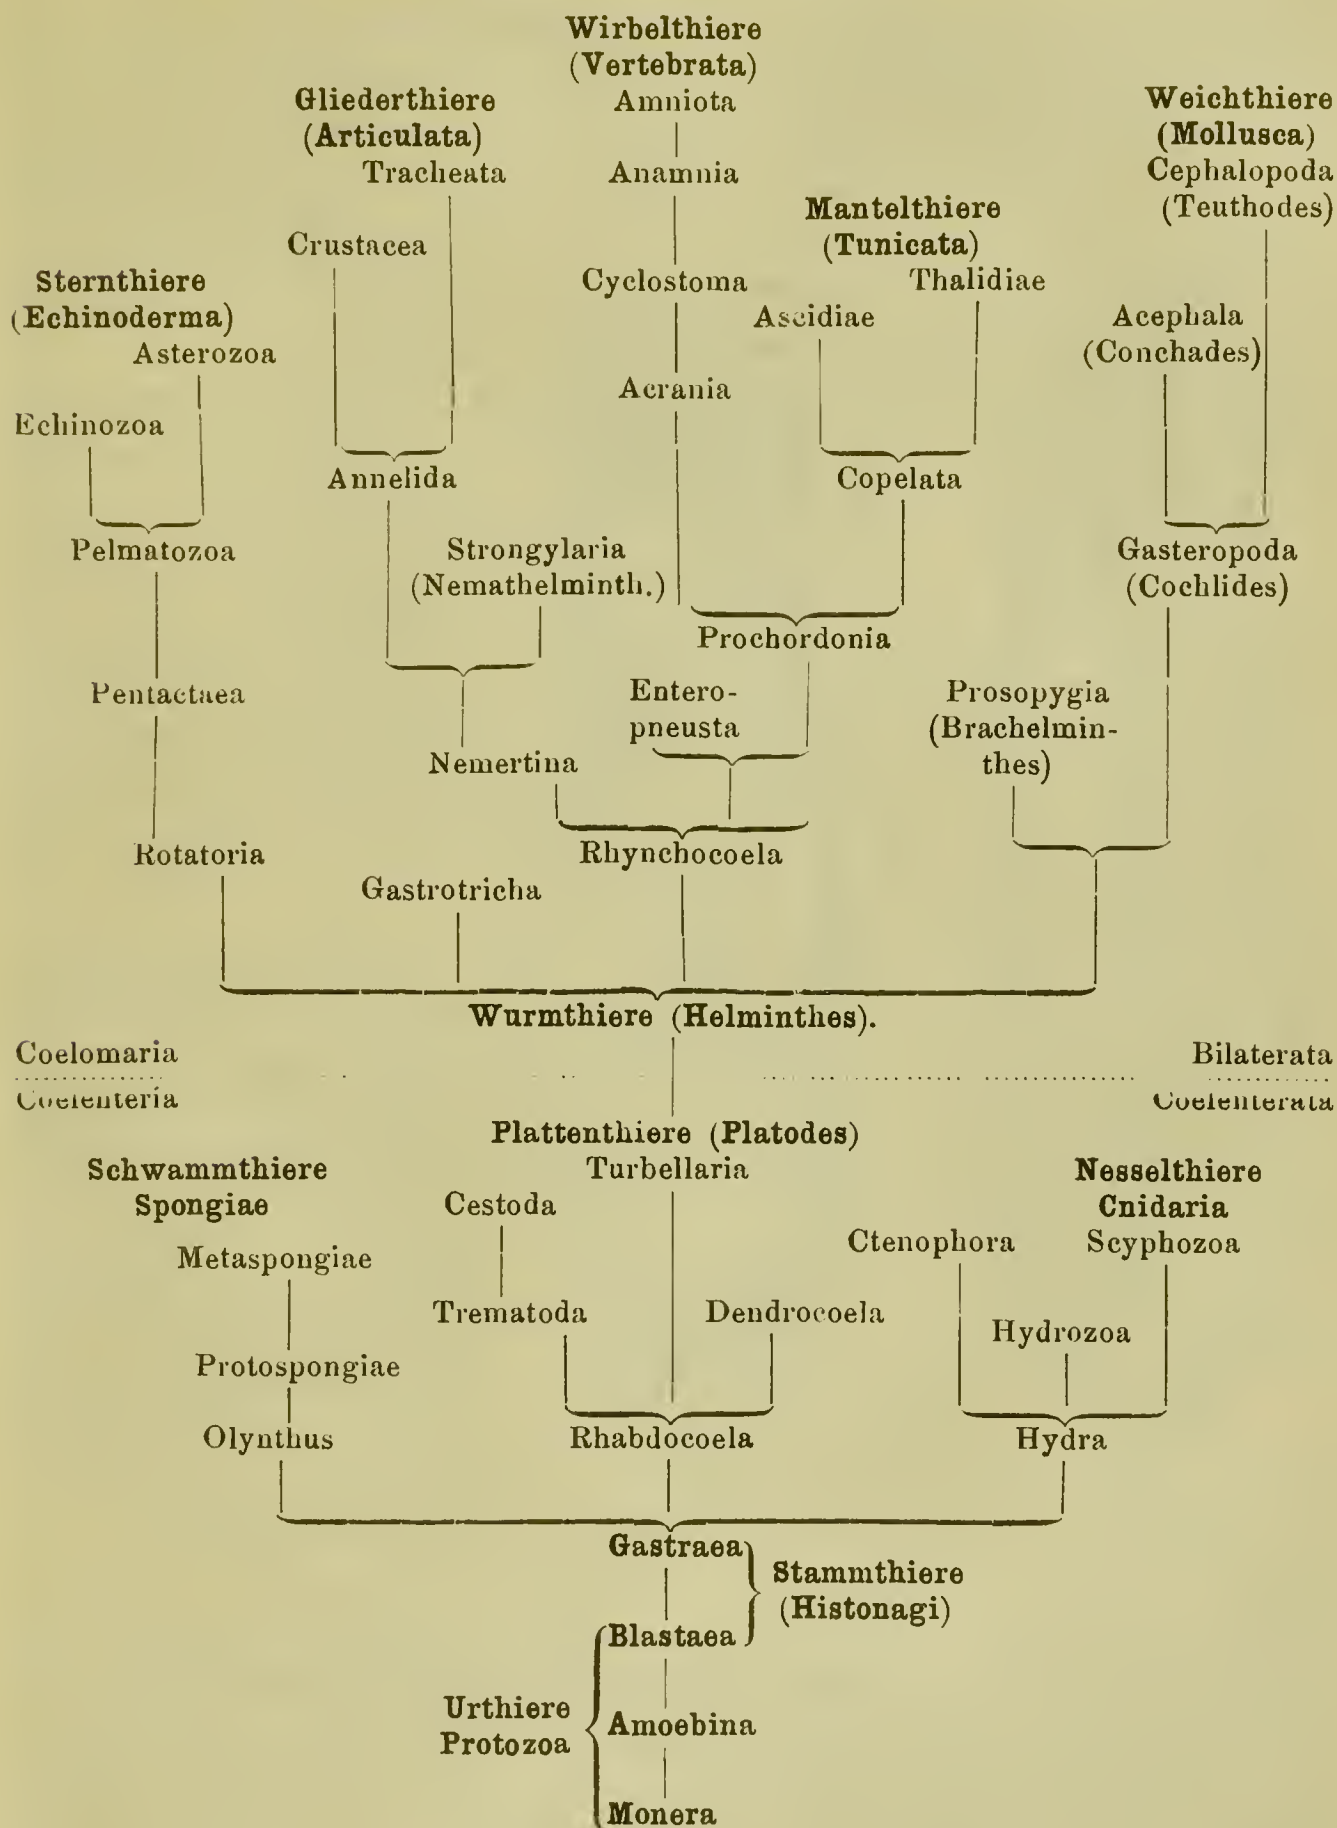 Wirbelthiere
(Vertebrata)
Amniota
Gliederthiere
(Articulata)
Tracheata
Weichthiere
(Mollusca)
Cephalopoda
(Teuthodes)
Anamnia
Mantelthiere
(Tunicata)
Thalidiae
Crustacea
Sternthiere
(Echinoderma)
Asterozoa
Cyclostoma
Ascidiae
Acephala
(Conchades)
Acrania
Echinozoa
Annelida
Copelata
Pelmatozoa
Strongylaria
(Nemathelminth.)
Gasteropoda
(Cochlides)
Prochordonia
Pentactaea
Entero-
pneusta
Prosopygia
(Brachelmin-
thes)
Nemertina
Rotatoria
Rhynchocoela
Gastrotricha
Wurmthiere (Helminthes).
Coelomaria
Bilaterata
Coelenteria
Coelenterata
Plattenthiere (Platodes)
Turbellaria
Schwammthiere
Spongiae
Nesselthiere
Cnidaria
Scyphozoa
Cestoda
Ctenophora
Metaspongiae
Trematoda
Dendrocoela
Hydrozoa
Protospongiae
Olynthus
Rhabdocoela
Hydra
Gastraea
Stammthiere
(Histonagi)
Blastaea
Urthiere
Protozoa
Amoebina
Monera